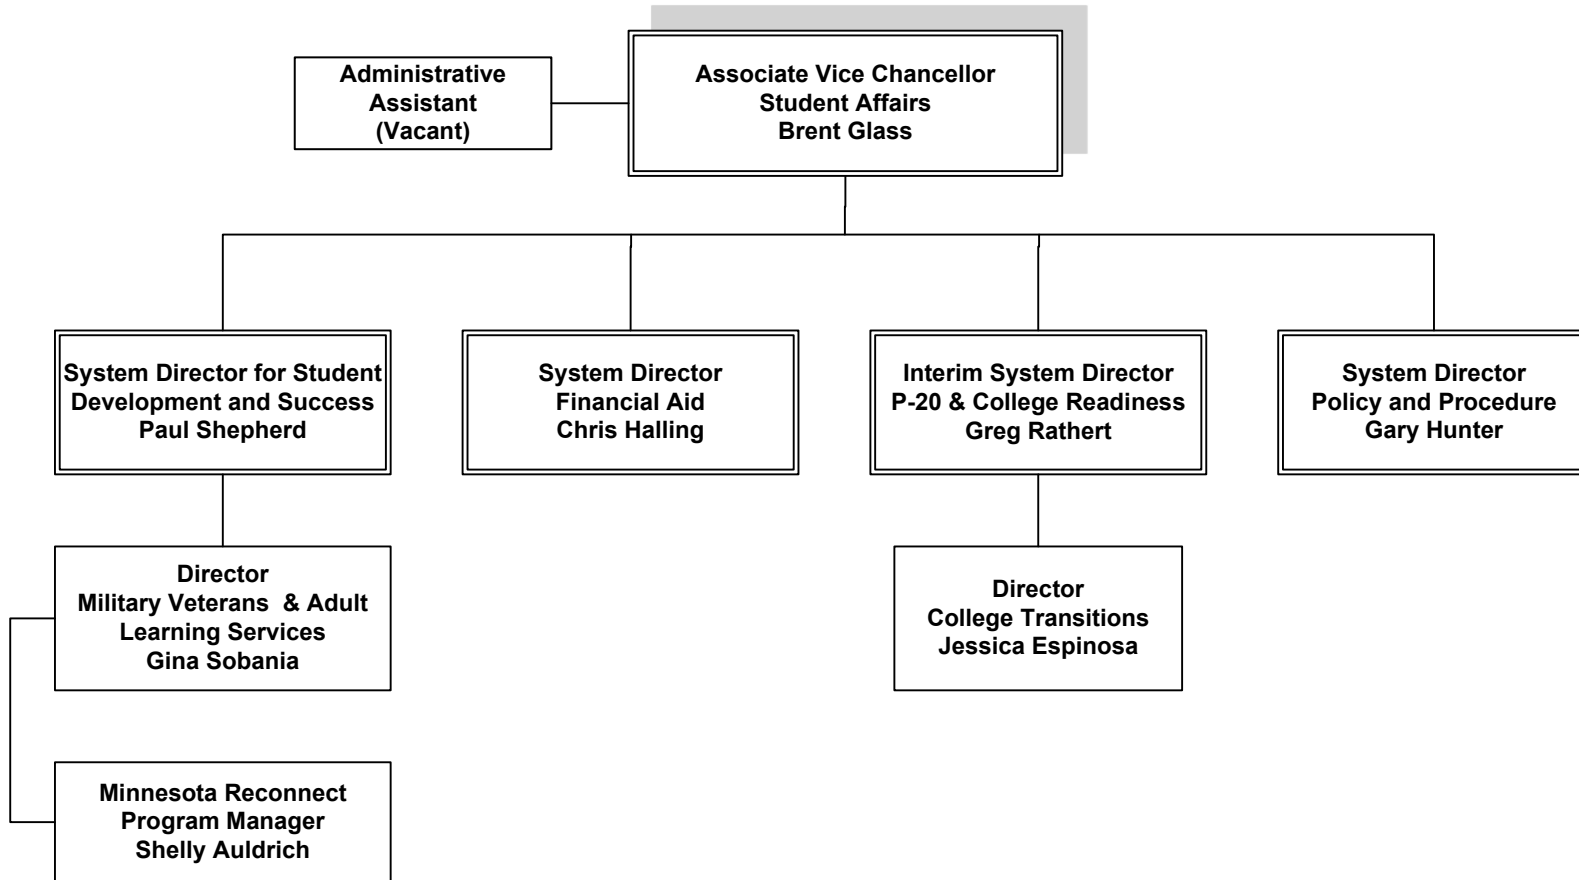 Administrative
Assistant
(Vacant)
Associate Vice Chancellor
Student Affairs
Brent Glass
System Director for Student
Development and Success
Paul Shepherd
System Director
Financial Aid
Chris Halling
Interim System Director
P-20 & College Readiness
Greg Rathert
System Director
Policy and Procedure
Gary Hunter
Director
Military Veterans & Adult
Learning Services
Gina Sobania
Director
College Transitions
Jessica Espinosa
Minnesota Reconnect
Program Manager
Shelly Auldrich